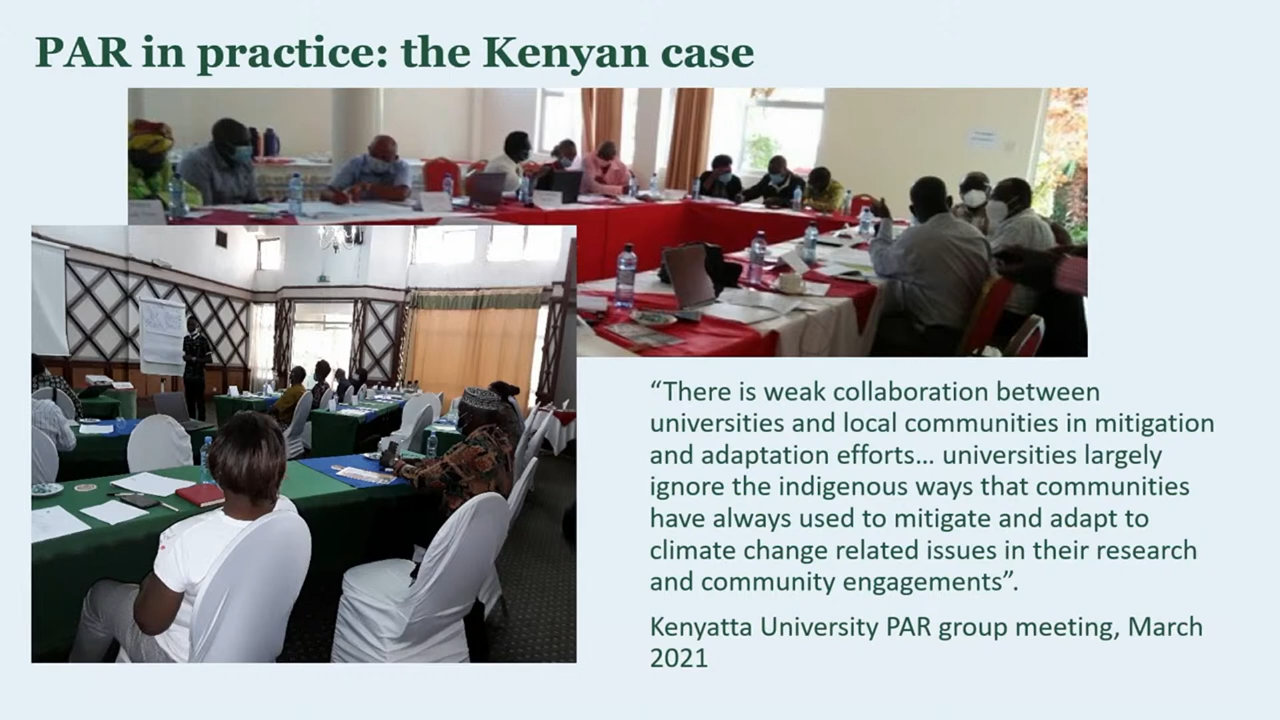 PAR in practice: the Kenyan case
“There is weak collaboration between
universities and local communities in mitigation
and adaptation efforts… universities largely
ignore the indigenous ways that communities
have always used to mitigate and adapt to
climate change related issues in their research
and community engagements”.
Kenyatta University PAR group meeting, March
2021